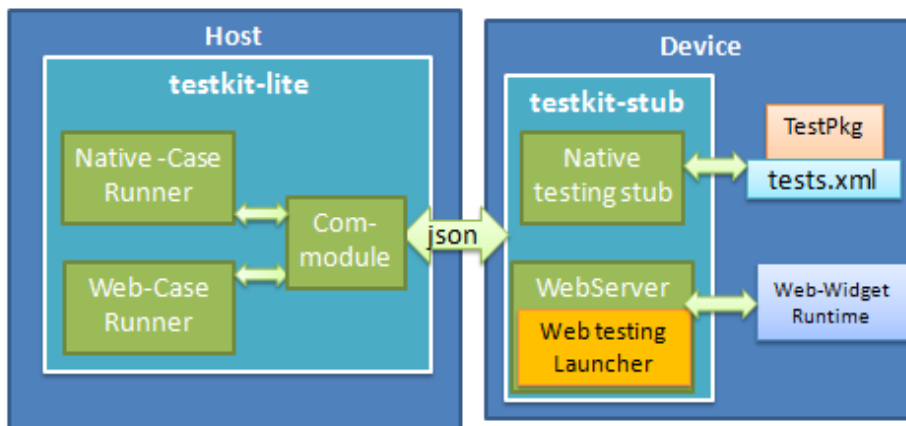 Host
testkit-lite
Native -Case
Runner
Com-
module
Web-Case
Runner
json
Device
testkit-stub
Native
testing stub
TestPkg
tests.xml
WebServer
Web testing
Launcher
Web-Widget
Runtime